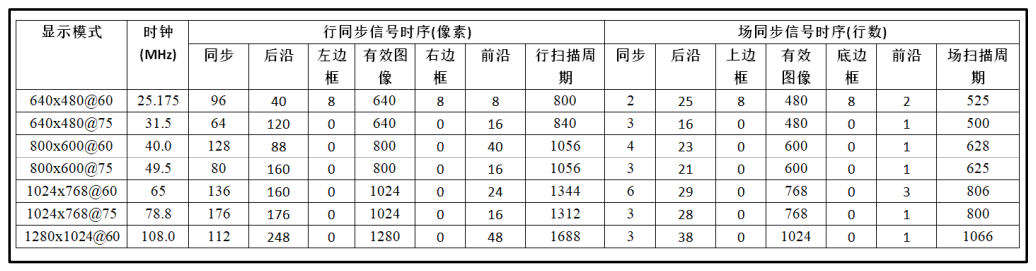 显示模式 时钟 行同步信号时序(像素) 场同步信号时序(行数)
(MHz) 同步 后沿 左边框 有效图像 右边框 前沿 行扫描周期 同步 后沿 上边框 有效图像 底边框 前沿 场扫描周期
640x480@60 25.175 96 40 8 640 8 8 800 2 25 8 480 8 2 525
640x480@75 31.5 64 120 0 640 0 16 840 3 16 0 480 0 1 500
800x600@60 40.0 128 88 0 800 0 40 1056 4 23 0 600 0 1 628
800x600@75 49.5 80 160 0 800 0 16 1056 3 21 0 600 0 1 625
1024x768@60 65 136 160 0 1024 0 24 1344 6 29 0 768 0 3 806
1024x768@75 78.8 176 176 0 1024 0 16 1312 3 28 0 768 0 1 800
1280x1024@60 108.0 112 248 0 1280 0 48 1688 3 38 0 1024 0 1 1066